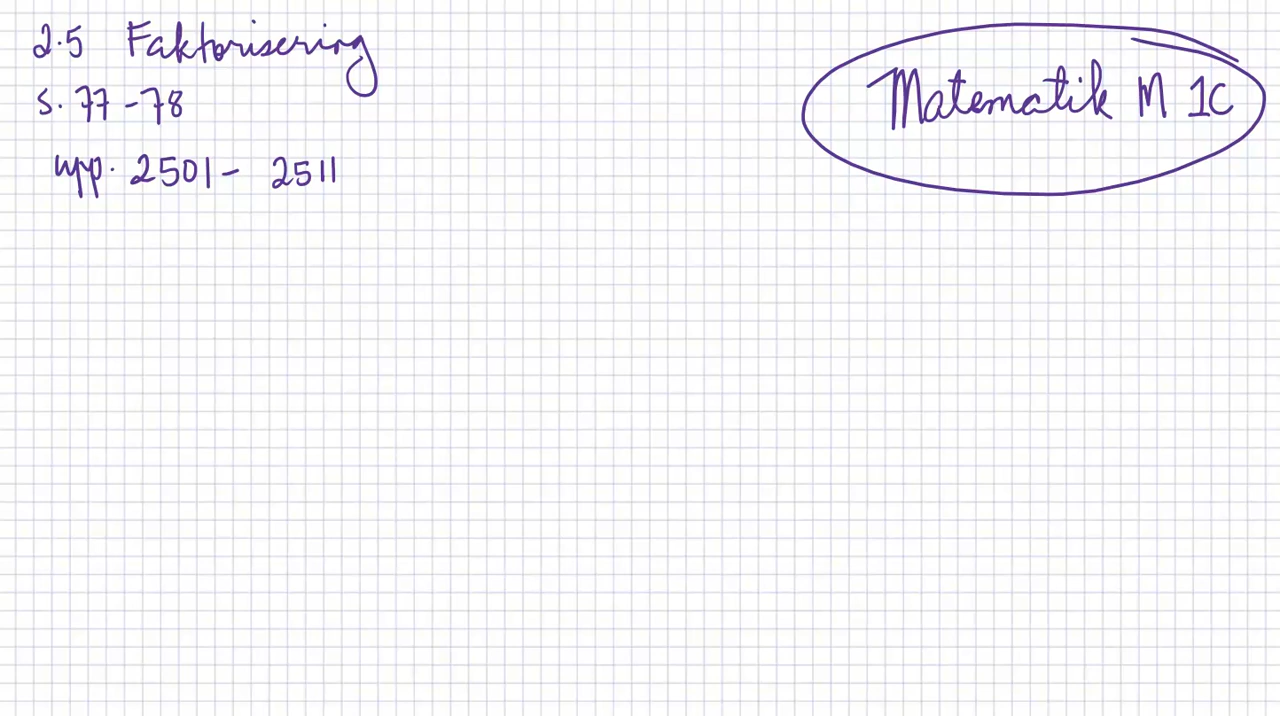 2.5 Faktorisering
s. 77-78
upp. 2501 - 2511
Matematik M 1C